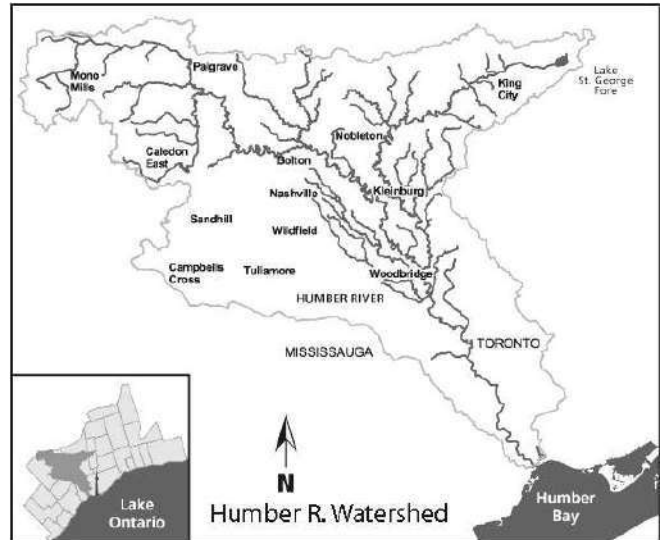 Palgrave
Mono
Mills
King
City
Lake
St. George
Fore
Nobleton
Caledon
East
Bolton
Nashville
Kleinburg
Sandhill
Wildfield
Campbells
Cross
Tullamore
Woodbridge
HUMBER RIVER
MISSISSAUGA
TORONTO
Lake
Ontario
N
Humber R. Watershed
Humber
Bay